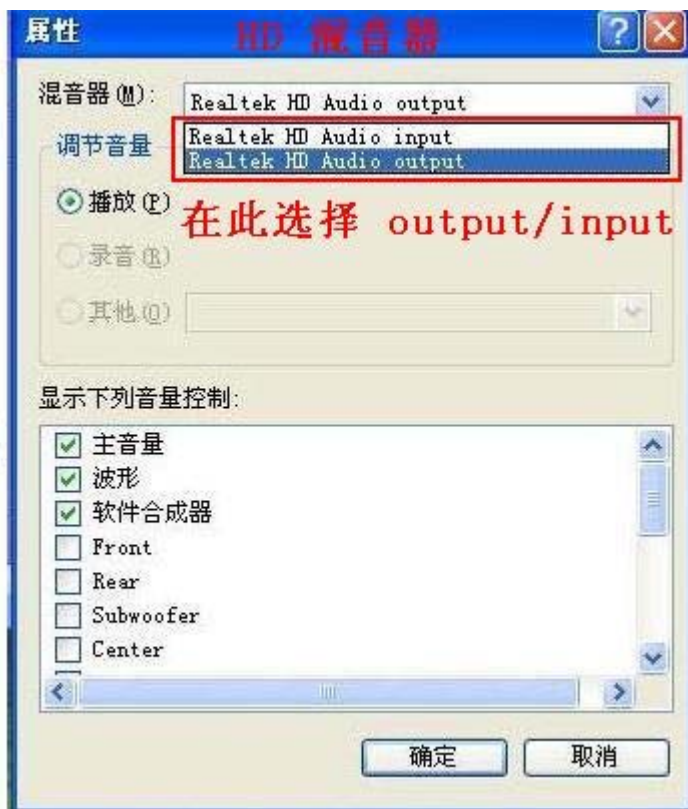 属性
HD 混音器
混音器(M):
Realtek HD Audio output
Realtek HD Audio input
Realtek HD Audio output
调节音量
播放(P)
在此选择 output/input
录音(R)
其他(O)
显示下列音量控制:
主音量
波形
软件合成器
Front
Rear
Subwoofer
Center
确定
取消